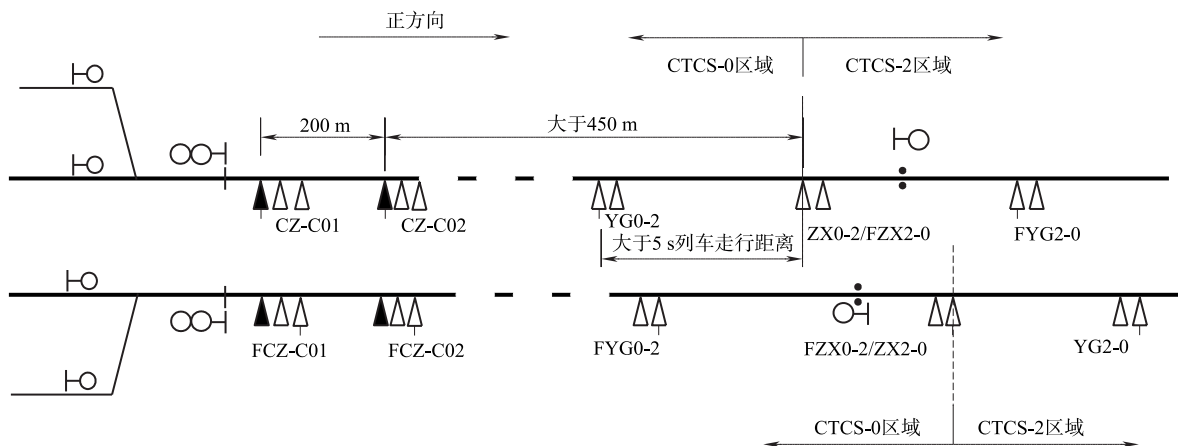 正方向
CTCS-0区域
CTCS-2区域
200 m
大于450 m
CZ-C01
CZ-C02
YG0-2
ZX0-2/FZX2-0
FYG2-0
大于5 s列车走行距离
FCZ-C01
FCZ-C02
FYG0-2
FZX0-2/ZX2-0
YG2-0
CTCS-0区域
CTCS-2区域